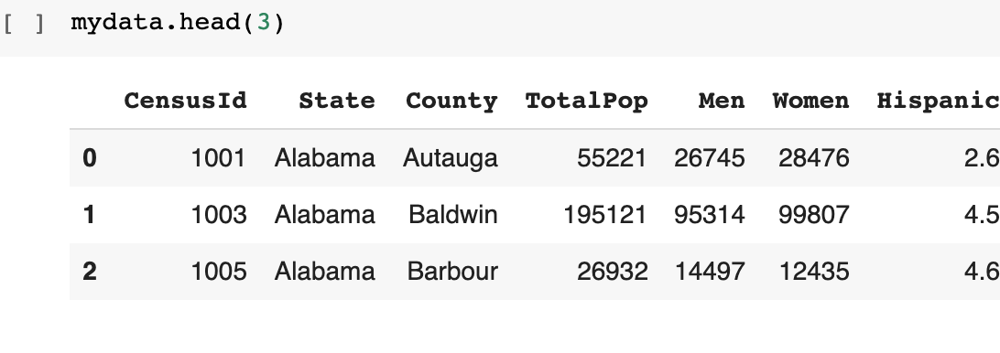 [ ] mydata.head(3)
CensusId State County TotalPop Men Women Hispanic
0 1001 Alabama Autauga 55221 26745 28476 2.6
1 1003 Alabama Baldwin 195121 95314 99807 4.5
2 1005 Alabama Barbour 26932 14497 12435 4.6